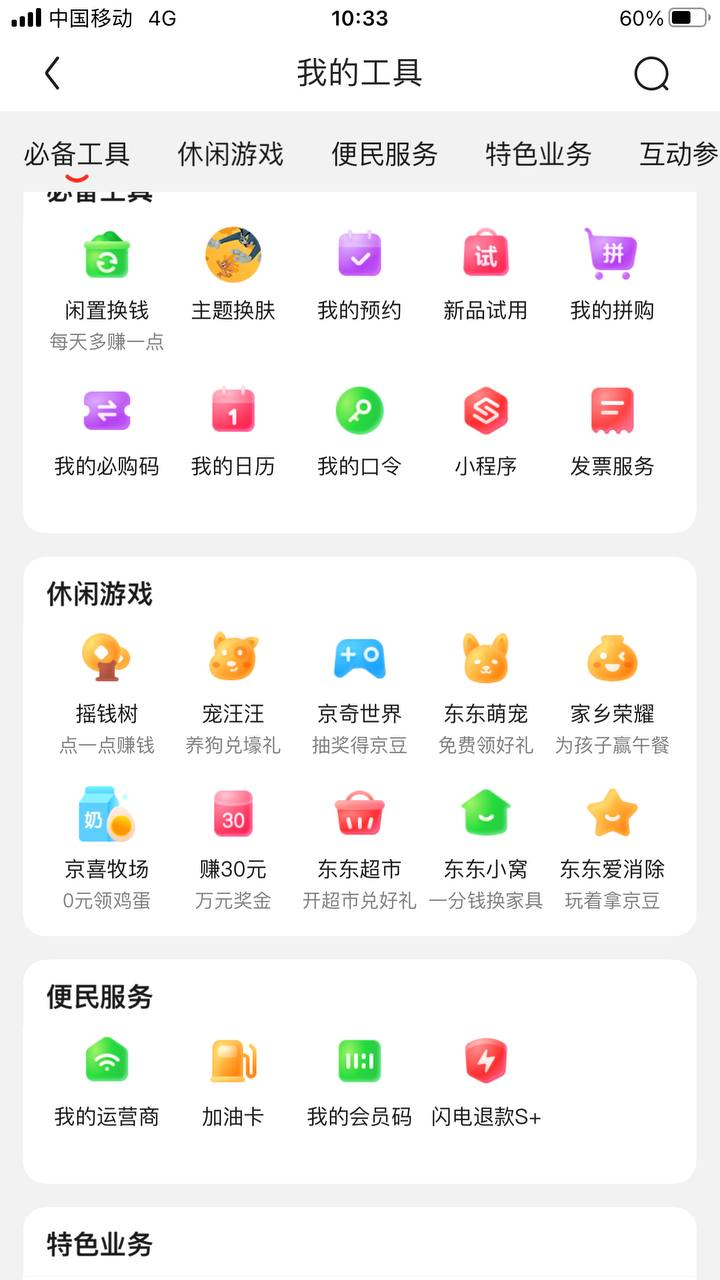 中国移动 4G 10:33 60%
我的工具
必备工具 休闲游戏 便民服务 特色业务 互动参
必备工具
试 拼
闲置换钱 主题换肤 我的预约 新品试用 我的拼购
每天多赚一点
1
我的必购码 我的日历 我的口令 小程序 发票服务
休闲游戏
摇钱树 宠汪汪 京奇世界 东东萌宠 家乡荣耀
点一点赚钱 养狗兑壕礼 抽奖得京豆 免费领好礼 为孩子赢午餐
奶 30
京喜牧场 赚30元 东东超市 东东小窝 东东爱消除
0元领鸡蛋 万元奖金 开超市兑好礼 一分钱换家具 玩着拿京豆
便民服务
我的运营商 加油卡 我的会员码 闪电退款S+
特色业务